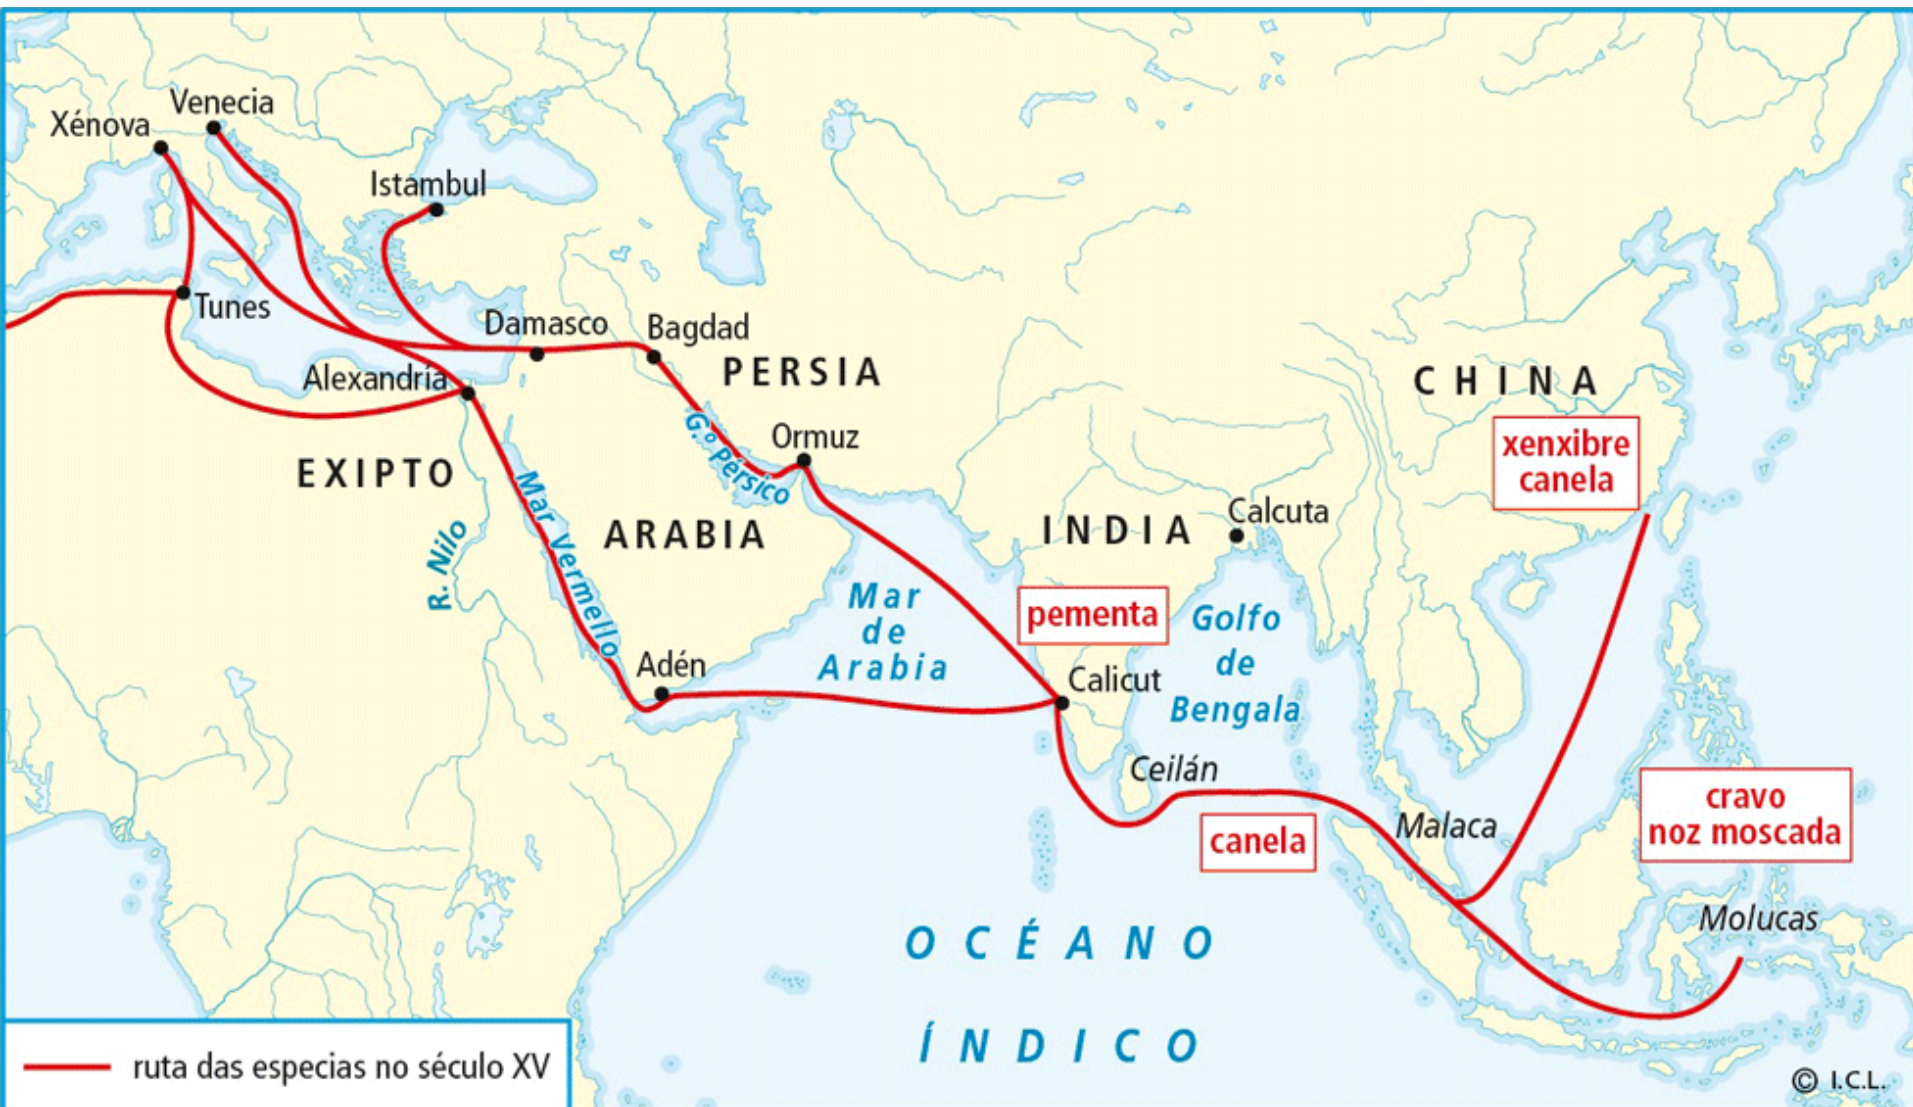 Venecia
Xénova
Istambul
Tunes
Damasco
Bagdad
PERSIA
CHINA
Alexandría
xenxibre
canela
G.º Pérsico
Ormuz
EXIPTO
Mar Vermello
ARABIA
INDIA
Calcuta
R. Nilo
Mar
de
Arabia
pementa
Golfo
de
Bengala
Adén
Calicut
Ceilán
canela
Malaca
cravo
noz moscada
Molucas
OCÉANO
ÍNDICO
ruta das especias no século XV
© I.C.L.